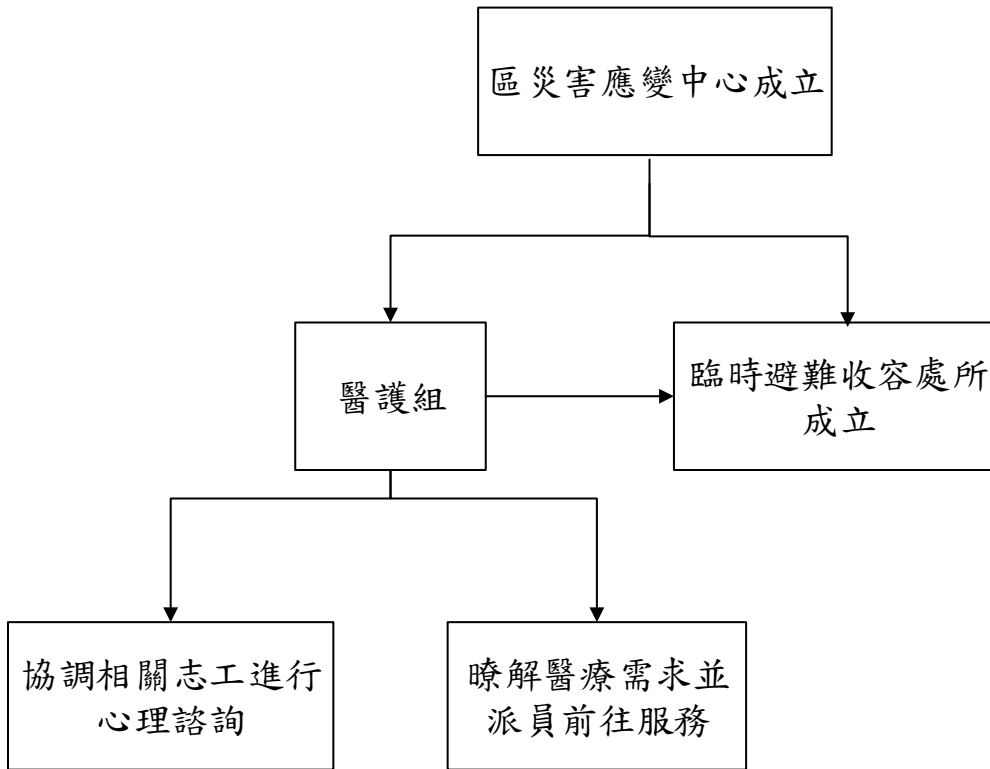 區災害應變中心成立
醫護組
臨時避難收容處所
成立
協調相關志工進行
心理諮詢
瞭解醫療需求並
派員前往服務